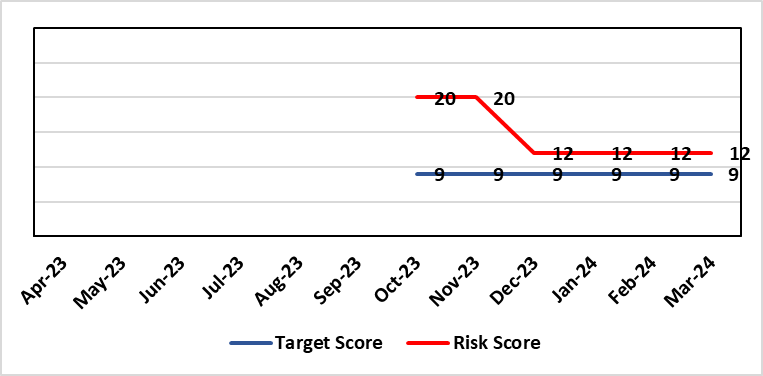 20 20
12 12 12 12
9 9 9 9 9 9
Apr-23 May-23 Jun-23 Jul-23 Aug-23 Sep-23 Oct-23 Nov-23 Dec-23 Jan-24 Feb-24 Mar-24
Target Score Risk Score